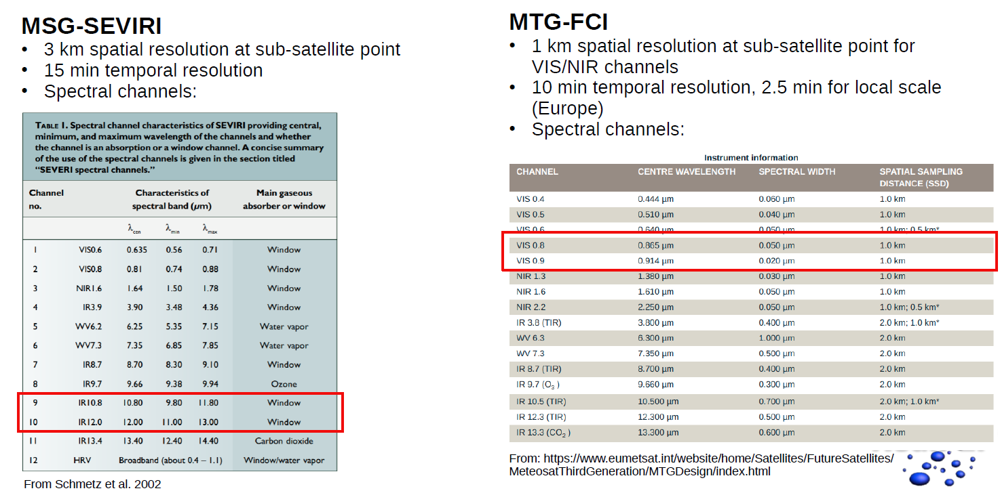 MSG-SEVIRI
• 3 km spatial resolution at sub-satellite point
• 15 min temporal resolution
• Spectral channels:
TABLE 1. Spectral channel characteristics of SEVIRI providing central,
minimum, and maximum wavelength of the channels and whether
the channel is an absorption or a window channel. A concise summary
of the use of the spectral channels is given in the section titled
“SEVERI spectral channels.”
Channel no. Characteristics of spectral band (μm) Main gaseous absorber or window
λcen λmin λmax
1 VIS0.6 0.635 0.56 0.71 Window
2 VIS0.8 0.81 0.74 0.88 Window
3 NIR1.6 1.64 1.50 1.78 Window
4 IR3.9 3.90 3.48 4.36 Window
5 WV6.2 6.25 5.35 7.15 Water vapor
6 WV7.3 7.35 6.85 7.85 Water vapor
7 IR8.7 8.70 8.30 9.10 Window
8 IR9.7 9.66 9.38 9.94 Ozone
9 IR10.8 10.80 9.80 11.80 Window
10 IR12.0 12.00 11.00 13.00 Window
11 IR13.4 13.40 12.40 14.40 Carbon dioxide
12 HRV Broadband (about 0.4 – 1.1) Window/water vapor
From Schmetz et al. 2002
MTG-FCI
• 1 km spatial resolution at sub-satellite point for
VIS/NIR channels
• 10 min temporal resolution, 2.5 min for local scale
(Europe)
• Spectral channels:
Instrument information
CHANNEL CENTRE WAVELENGTH SPECTRAL WIDTH SPATIAL SAMPLING DISTANCE (SSD)
VIS 0.4 0.444 μm 0.060 μm 1.0 km
VIS 0.5 0.510 μm 0.040 μm 1.0 km
VIS 0.6 0.640 μm 0.050 μm 1.0 km; 0.5 km*
VIS 0.8 0.865 μm 0.050 μm 1.0 km
VIS 0.9 0.914 μm 0.020 μm 1.0 km
NIR 1.3 1.380 μm 0.030 μm 1.0 km
NIR 1.6 1.610 μm 0.050 μm 1.0 km
NIR 2.2 2.250 μm 0.050 μm 1.0 km; 0.5 km*
IR 3.8 (TIR) 3.800 μm 0.400 μm 2.0 km; 1.0 km*
WV 6.3 6.300 μm 1.000 μm 2.0 km
WV 7.3 7.350 μm 0.500 μm 2.0 km
IR 8.7 (TIR) 8.700 μm 0.400 μm 2.0 km
IR 9.7 (O3 ) 9.660 μm 0.300 μm 2.0 km
IR 10.5 (TIR) 10.500 μm 0.700 μm 2.0 km; 1.0 km*
IR 12.3 (TIR) 12.300 μm 0.500 μm 2.0 km
IR 13.3 (CO2 ) 13.300 μm 0.600 μm 2.0 km
From: https://www.eumetsat.int/website/home/Satellites/FutureSatellites/
MeteosatThirdGeneration/MTGDesign/index.html